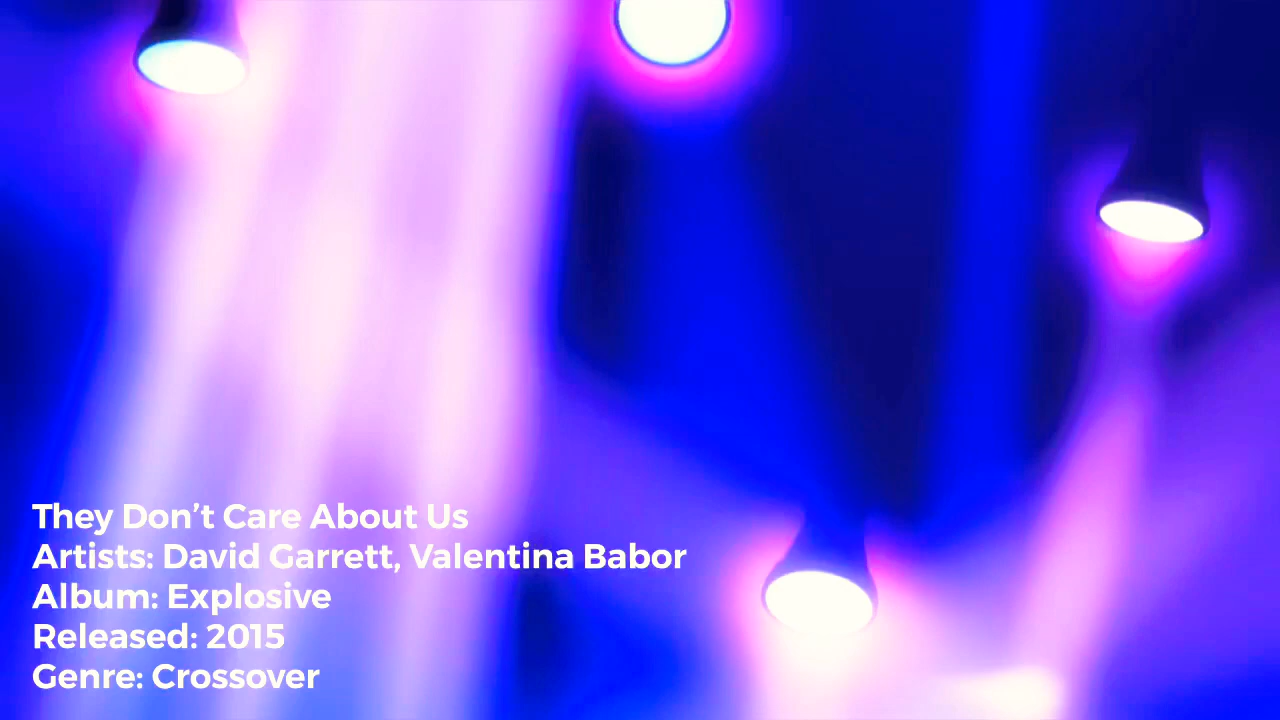 They Don’t Care About Us
Artists: David Garrett, Valentina Babor
Album: Explosive
Released: 2015
Genre: Crossover